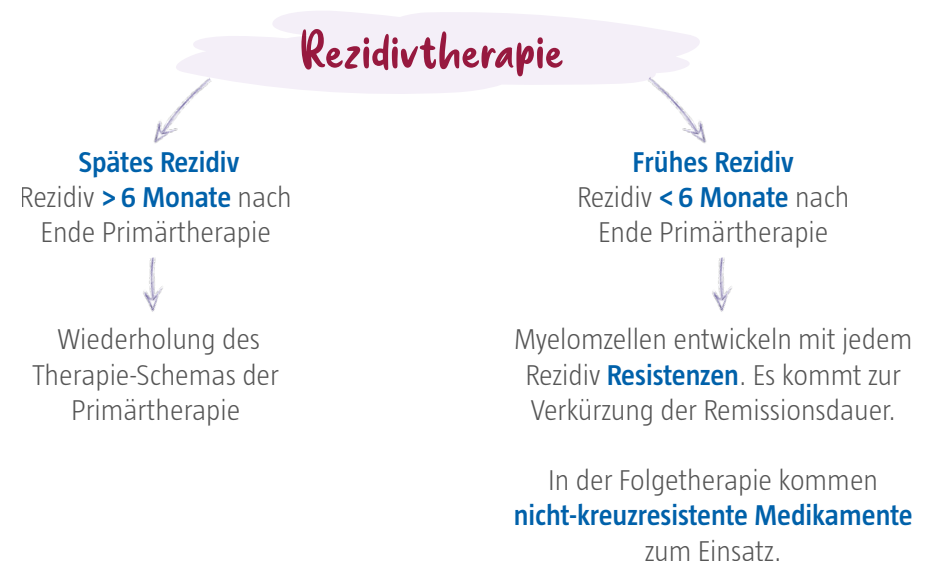 Rezidivtherapie
Spätes Rezidiv
Rezidiv > 6 Monate nach
Ende Primärtherapie
Wiederholung des
Therapie-Schemas der
Primärtherapie
Frühes Rezidiv
Rezidiv < 6 Monate nach
Ende Primärtherapie
Myelomzellen entwickeln mit jedem
Rezidiv Resistenzen. Es kommt zur
Verkürzung der Remissionsdauer.
In der Folgetherapie kommen
nicht-kreuzresistente Medikamente
zum Einsatz.